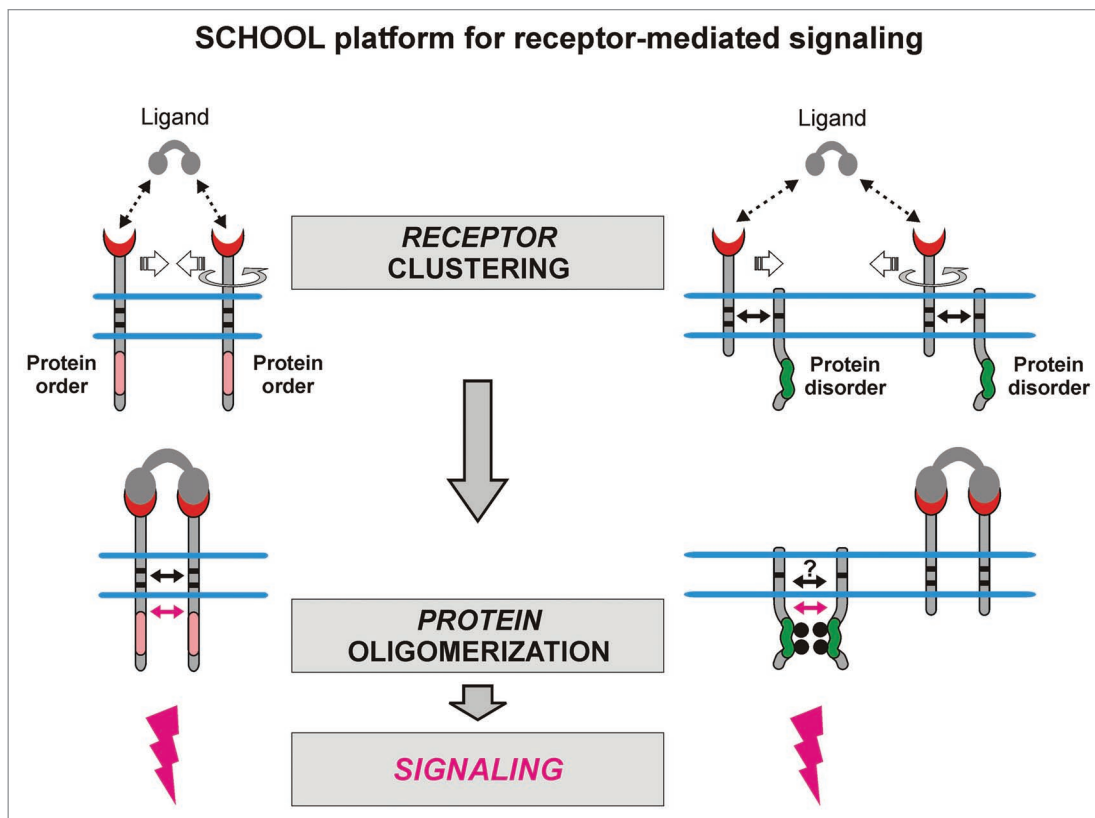 SCHOOL platform for receptor-mediated signaling
Ligand
Ligand
RECEPTOR
CLUSTERING
Protein
order
Protein
order
Protein
disorder
Protein
disorder
?
PROTEIN
OLIGOMERIZATION
SIGNALING